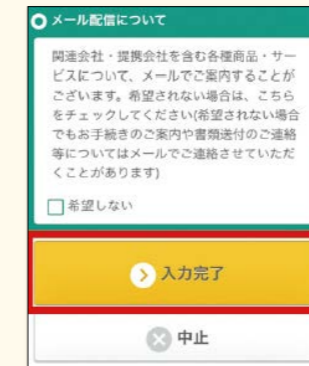 メール配信について
関連会社・提携会社を含む各種商品・サー
ビスについて、メールでご案内することが
ございます。希望されない場合は、こちら
をチェックしてください(希望されない場合
でもお手続きのご案内や書類送付のご連絡
等についてはメールでご連絡させていただ
くことがあります)
希望しない
入力完了
中止